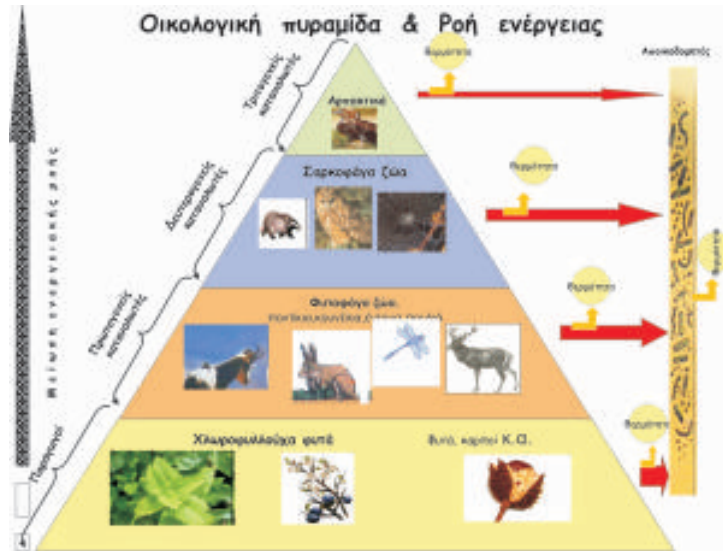 Οικολογική πυραμίδα & Ροή ενέργειας
Αποικοδομητές
Θερμότητα
Τριτογενείς
καταναλωτές
Αρπακτικά
Δευτερογενείς
καταναλωτές
Σαρκοφάγα ζώα
Θερμότητα
Μείωση ενεργειακής ροής
Θερμότητα
Πρωτογενείς
καταναλωτές
Φυτοφάγα ζώα
Θερμότητα
Παραγωγοί
Χλωροφυλλούχα φυτά
Φυτά, καρποί Κ.Α.
Θερμότητα